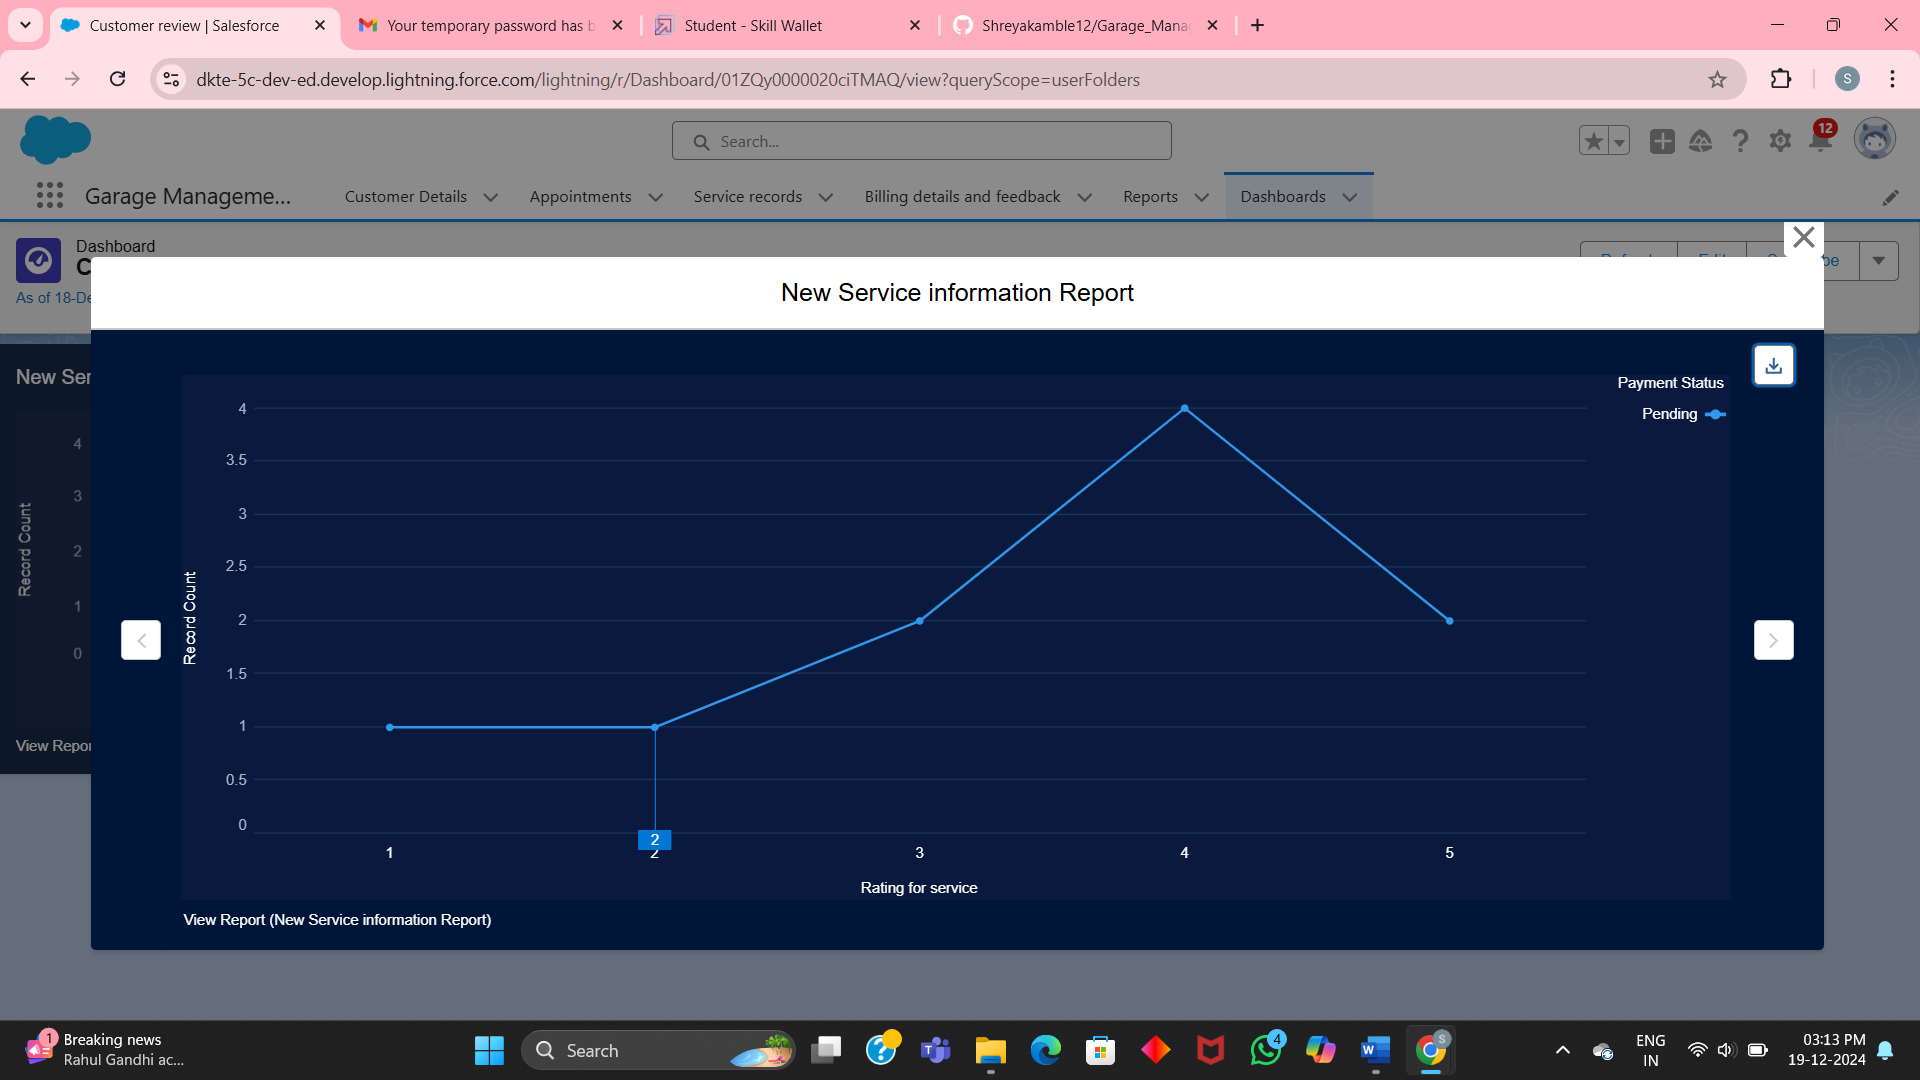 Customer review | Salesforce
Your temporary password has b
Student - Skill Wallet
Shreyakamble12/Garage_Mana
dkte-5c-dev-ed.develop.lightning.force.com/lightning/r/Dashboard/01ZQy0000020ciTMAQ/view?queryScope=userFolders
S
Search...
12
Garage Manageme...
Customer Details
Appointments
Service records
Billing details and feedback
Reports
Dashboards
Dashboard
C
As of 18-De
be
New Service information Report
New Ser
Payment Status
Pending
4
3.5
3
2.5
2
1.5
1
0.5
0
Record Count
4
3
2
1
0
Record Count
2
1
2
3
4
5
Rating for service
View Report (New Service information Report)
View Repor
1
Breaking news
Rahul Gandhi ac...
Search
4
S
ENG
IN
03:13 PM
19-12-2024